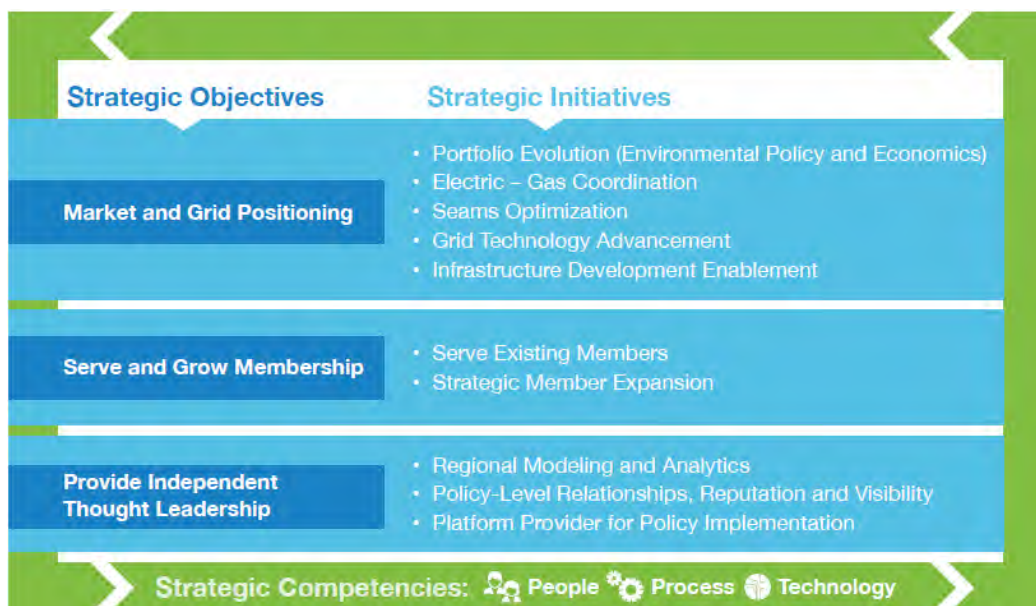 Strategic Objectives
Strategic Initiatives
Market and Grid Positioning
• Portfolio Evolution (Environmental Policy and Economics)
• Electric – Gas Coordination
• Seams Optimization
• Grid Technology Advancement
• Infrastructure Development Enablement
Serve and Grow Membership
• Serve Existing Members
• Strategic Member Expansion
Provide Independent
Thought Leadership
• Regional Modeling and Analytics
• Policy-Level Relationships, Reputation and Visibility
• Platform Provider for Policy Implementation
Strategic Competencies: People Process Technology